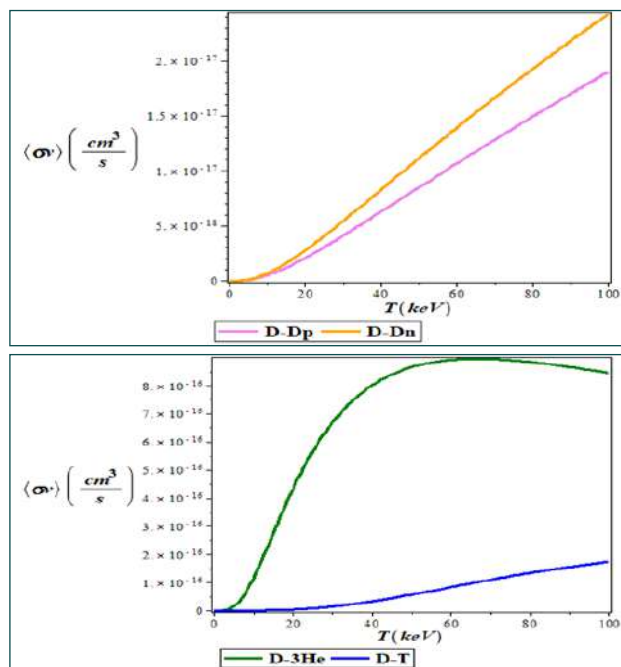 2. × 10⁻¹⁷
1.5 × 10⁻¹⁷
⟨σv⟩ ( cm³ / s )
1. × 10⁻¹⁷
5. × 10⁻¹⁸
0
0 20 40 60 80 100
T (keV)
D-Dp D-Dn
8. × 10⁻¹⁶
7. × 10⁻¹⁶
6. × 10⁻¹⁶
5. × 10⁻¹⁶
⟨σv⟩ ( cm³ / s )
4. × 10⁻¹⁶
3. × 10⁻¹⁶
2. × 10⁻¹⁶
1. × 10⁻¹⁶
0
0 20 40 60 80 100
T (keV)
D-3He D-T